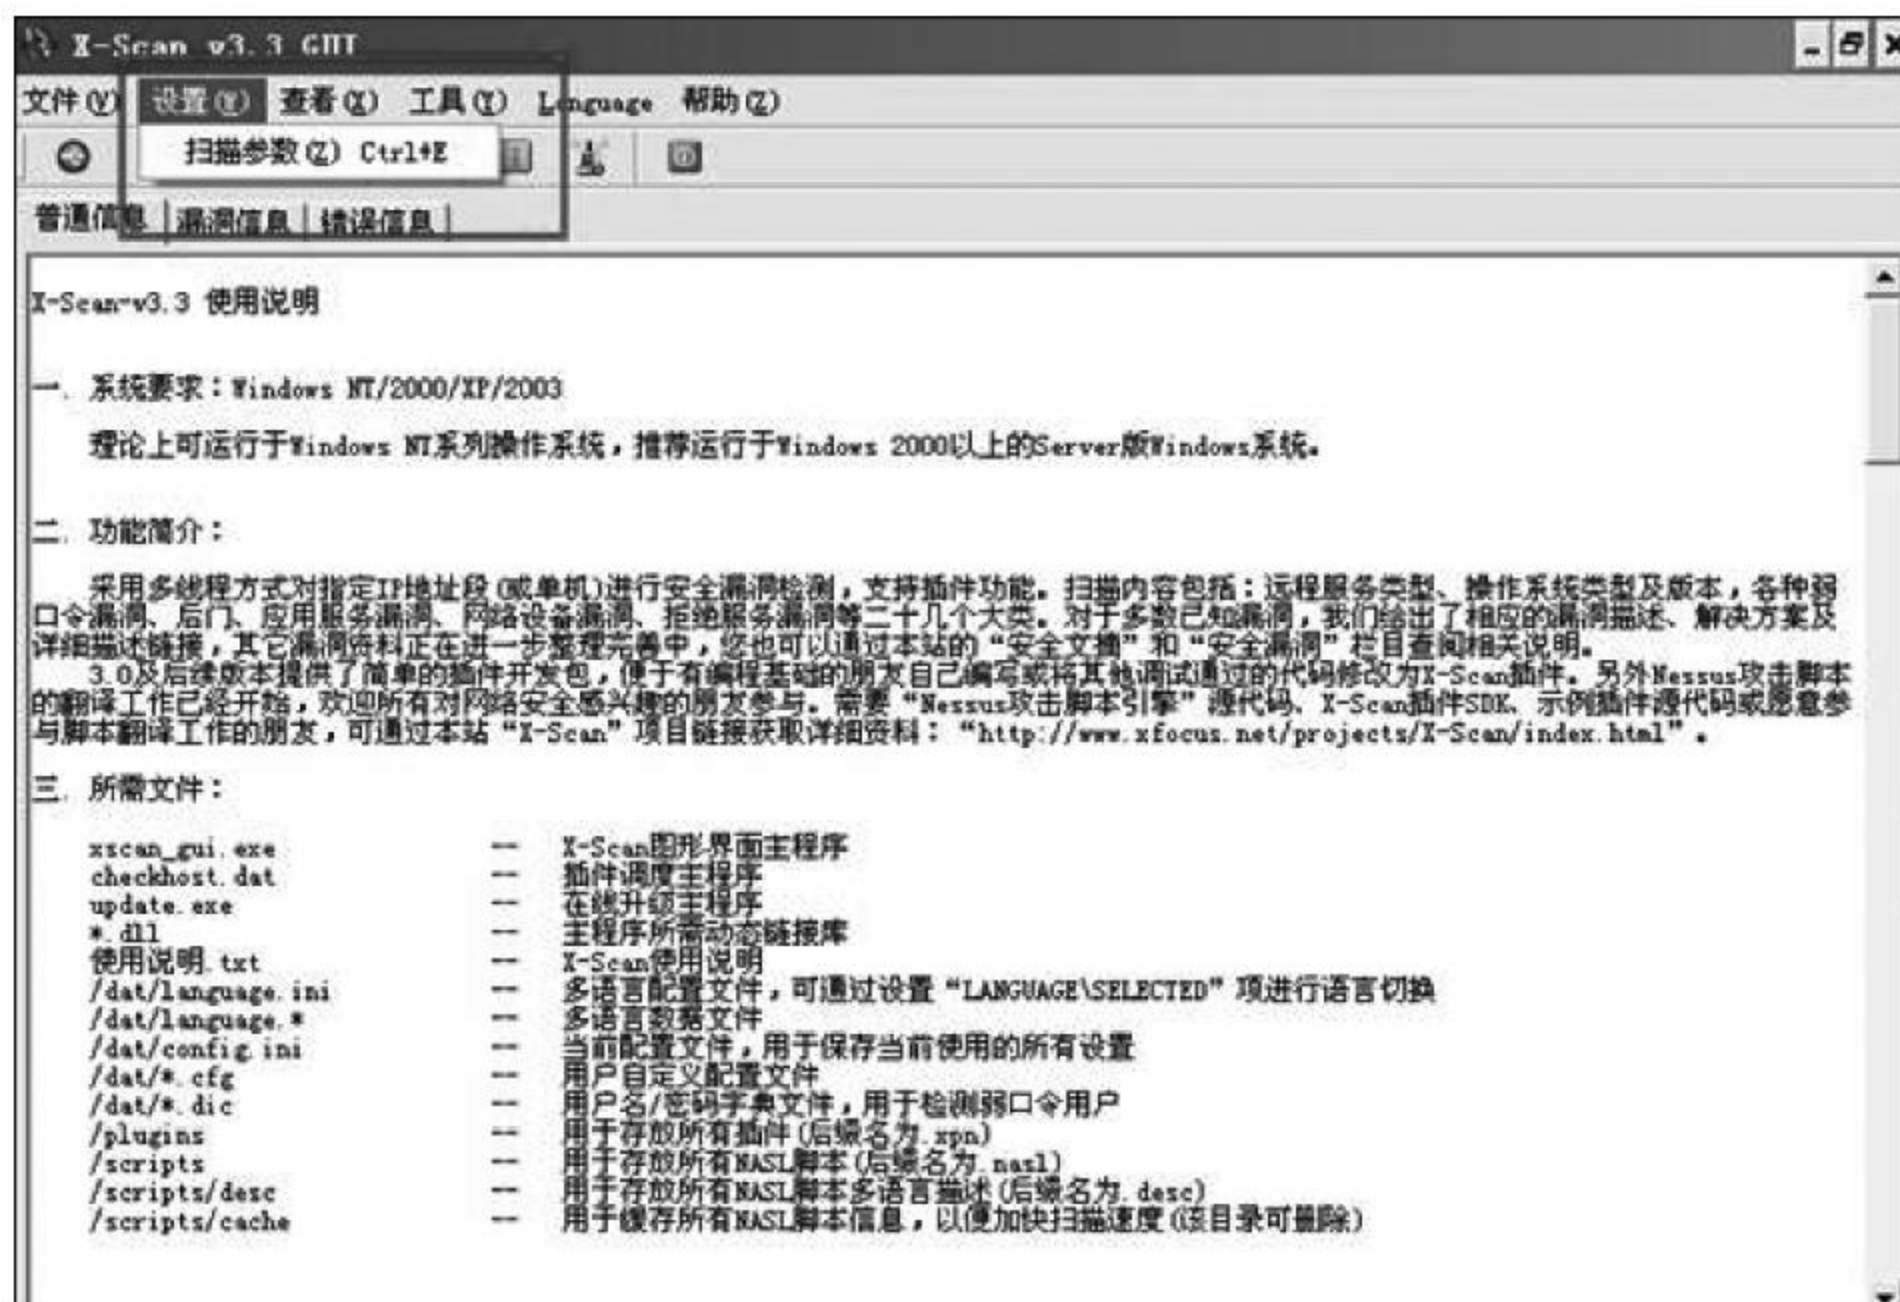 X-Scan v3.3 GUI
文件(V) 设置(W) 查看(X) 工具(Y) Language 帮助(Z)
扫描参数(Z) Ctrl+E
普通信息 漏洞信息 错误信息
X-Scan-v3.3 使用说明
一. 系统要求：Windows NT/2000/XP/2003
理论上可运行于Windows NT系列操作系统，推荐运行于Windows 2000以上的Server版Windows系统。
二. 功能简介：
采用多线程方式对指定IP地址段(或单机)进行安全漏洞检测，支持插件功能。扫描内容包括：远程服务类型、操作系统类型及版本，各种弱
口令漏洞、后门、应用服务漏洞、网络设备漏洞、拒绝服务漏洞等二十几个大类。对于多数已知漏洞，我们给出了相应的漏洞描述、解决方案及
详细描述链接，其它漏洞资料正在进一步整理完善中，您也可以通过本站的“安全文摘”和“安全漏洞”栏目查阅相关说明。
3.0及后续版本提供了简单的插件开发包，便于有编程基础的朋友自己编写或将其他调试通过的代码修改为X-Scan插件。另外Nessus攻击脚本
的翻译工作已经开始，欢迎所有对网络安全感兴趣的朋友参与。需要“Nessus攻击脚本引擎”源代码、X-Scan插件SDK、示例插件源代码或愿意参
与脚本翻译工作的朋友，可通过本站“X-Scan”项目链接获取详细资料：“http://www.xfocus.net/projects/X-Scan/index.html”。
三. 所需文件：
xscan_gui.exe -- X-Scan图形界面主程序
checkhost.dat -- 插件调度主程序
update.exe -- 在线升级主程序
*.dll -- 主程序所需动态链接库
使用说明.txt -- X-Scan使用说明
/dat/language.ini -- 多语言配置文件，可通过设置“LANGUAGE\SELECTED”项进行语言切换
/dat/language.* -- 多语言数据文件
/dat/config.ini -- 当前配置文件，用于保存当前使用的所有设置
/dat/*.cfg -- 用户自定义配置文件
/dat/*.dic -- 用户名/密码字典文件，用于检测弱口令用户
/plugins -- 用于存放所有插件(后缀名为.xpn)
/scripts -- 用于存放所有NASL脚本(后缀名为.nasl)
/scripts/desc -- 用于存放所有NASL脚本多语言描述(后缀名为.desc)
/scripts/cache -- 用于缓存所有NASL脚本信息，以便加快扫描速度(该目录可删除)